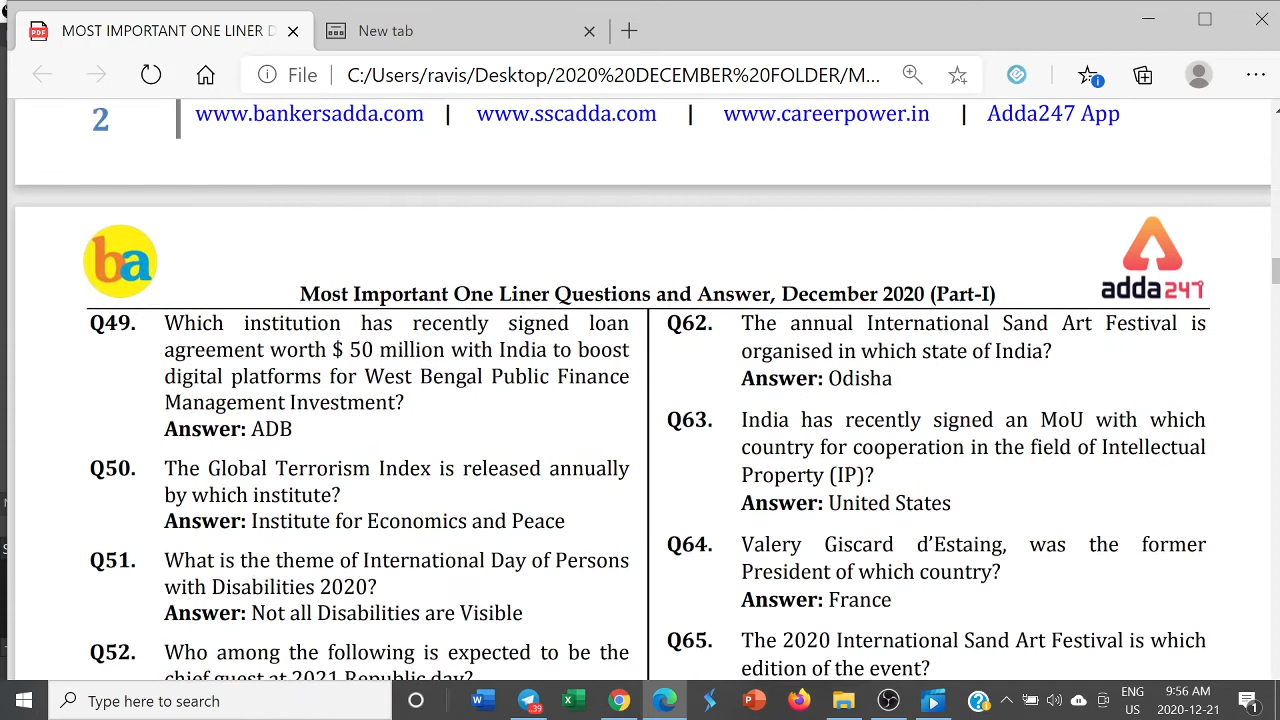 MOST IMPORTANT ONE LINER D
New tab
File
C:/Users/ravis/Desktop/2020%20DECEMBER%20FOLDER/M...
2
www.bankersadda.com | www.sscadda.com | www.careerpower.in | Adda247 App
ba
adda247
Most Important One Liner Questions and Answer, December 2020 (Part-I)
Q49. Which institution has recently signed loan
agreement worth $ 50 million with India to boost
digital platforms for West Bengal Public Finance
Management Investment?
Answer: ADB
Q50. The Global Terrorism Index is released annually
by which institute?
Answer: Institute for Economics and Peace
Q51. What is the theme of International Day of Persons
with Disabilities 2020?
Answer: Not all Disabilities are Visible
Q52. Who among the following is expected to be the
chief guest at 2021 Republic day?
Q62. The annual International Sand Art Festival is
organised in which state of India?
Answer: Odisha
Q63. India has recently signed an MoU with which
country for cooperation in the field of Intellectual
Property (IP)?
Answer: United States
Q64. Valery Giscard d’Estaing, was the former
President of which country?
Answer: France
Q65. The 2020 International Sand Art Festival is which
edition of the event?
Type here to search
39
ENG
US
9:56 AM
2020-12-21
1